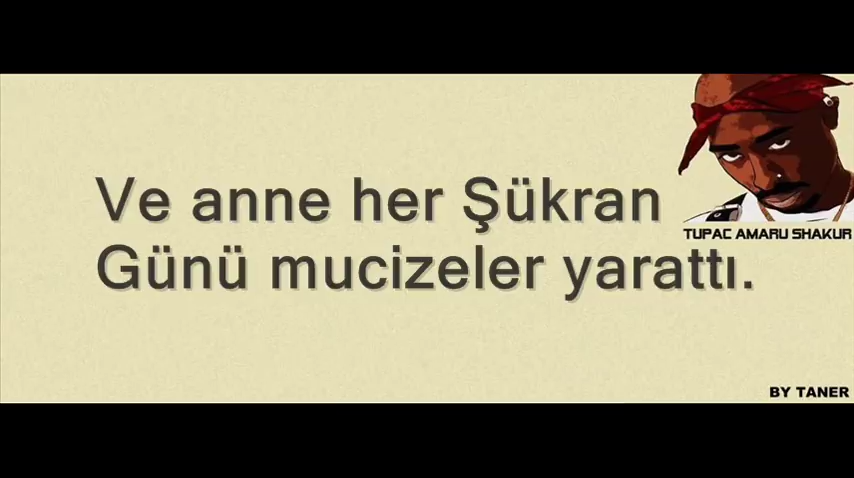 Ve anne her Şükran
Günü mucizeler yarattı.
TUPAC AMARU SHAKUR
BY TANER